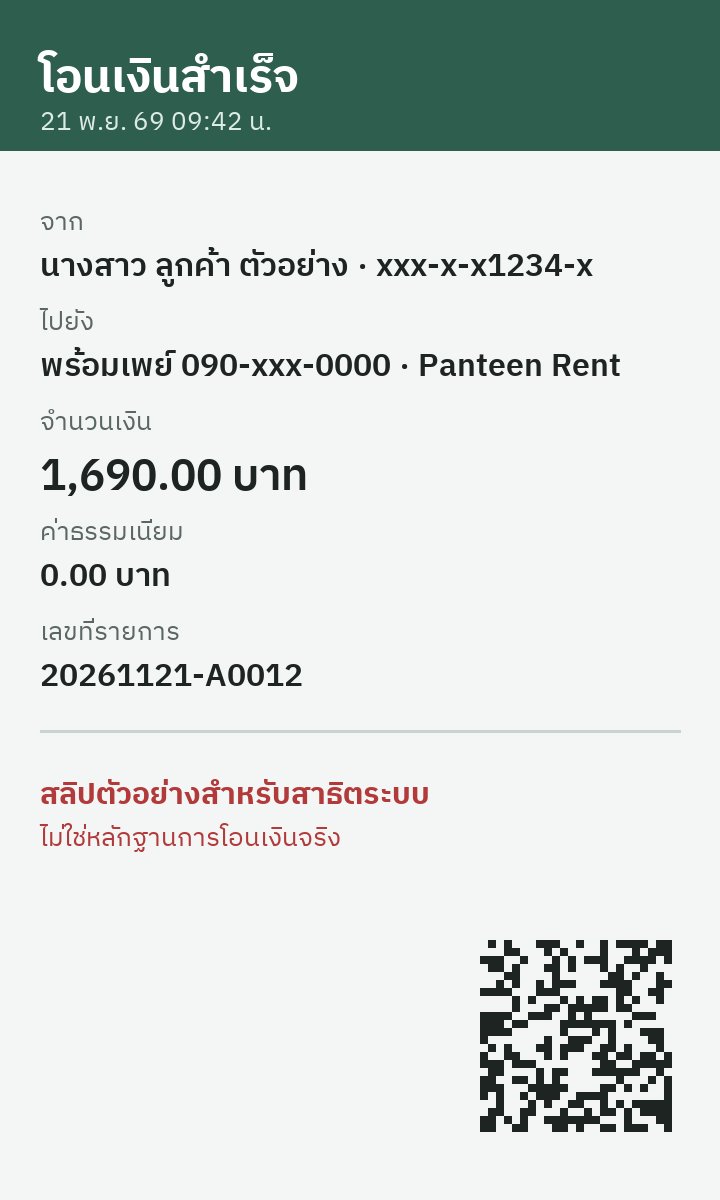 โอนเงินสำเร็จ
21 พ.ย. 69 09:42 น.
จาก
นางสาว ลูกค้า ตัวอย่าง · xxx-x-x1234-x
ไปยัง
พร้อมเพย์ 090-xxx-0000 · Panteen Rent
จำนวนเงิน
1,690.00 บาท
ค่าธรรมเนียม
0.00 บาท
เลขที่รายการ
20261121-A0012
สลิปตัวอย่างสำหรับสาธิตระบบ
ไม่ใช่หลักฐานการโอนเงินจริง